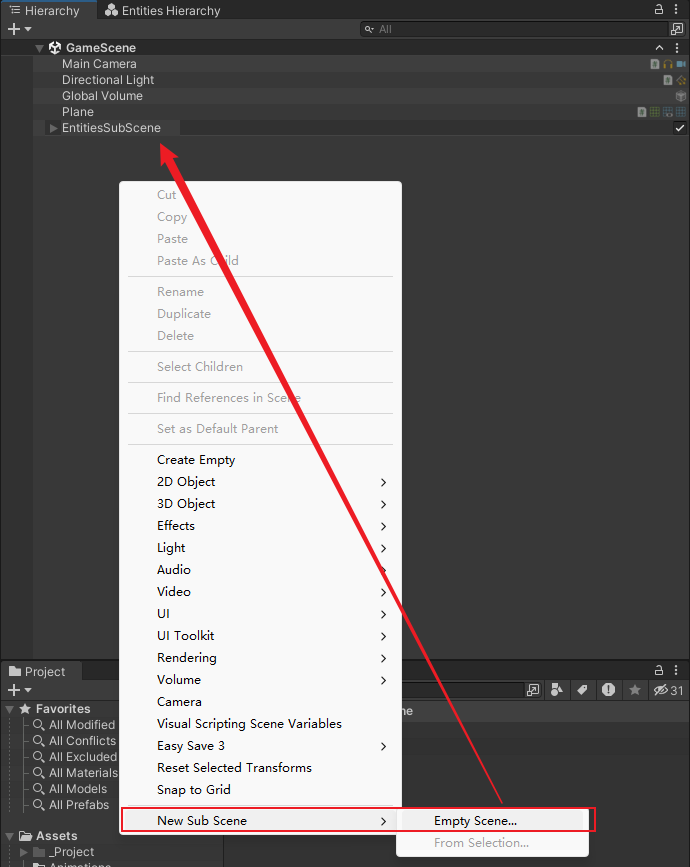 Hierarchy
Entities Hierarchy
All
GameScene
Main Camera
Directional Light
Global Volume
Plane
EntitiesSubScene
Cut
Copy
Paste
Paste As Child
Rename
Duplicate
Delete
Select Children
Find References in Scene
Set as Default Parent
Create Empty
2D Object
3D Object
Effects
Light
Audio
Video
UI
UI Toolkit
Rendering
Volume
Camera
Visual Scripting Scene Variables
Easy Save 3
Reset Selected Transforms
Snap to Grid
New Sub Scene
Empty Scene...
From Selection...
Project
31
Favorites
All Modified
All Conflicts
All Excluded
All Materials
All Models
All Prefabs
Assets
_Project